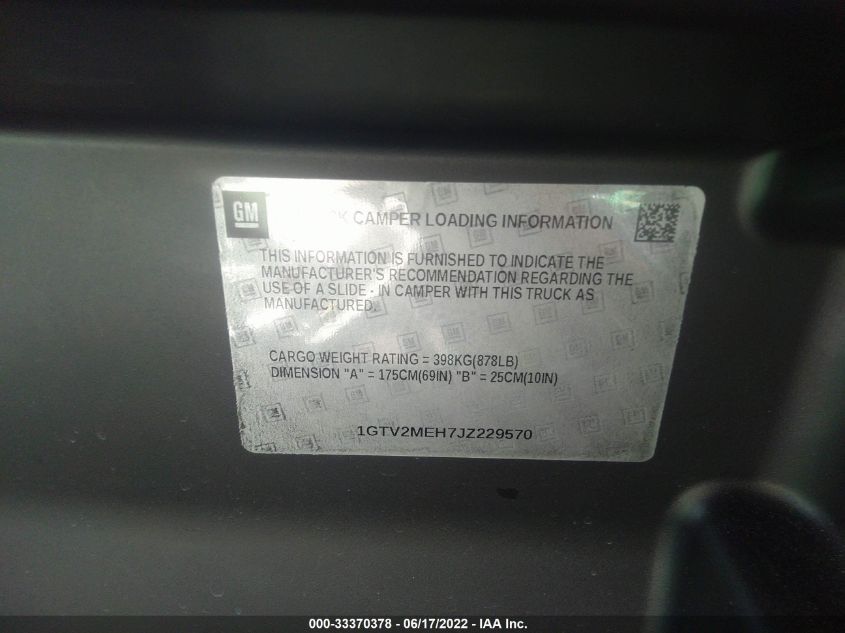 GM
CAMPER LOADING INFORMATION
THIS INFORMATION IS FURNISHED TO INDICATE THE
MANUFACTURER'S RECOMMENDATION REGARDING THE
USE OF A SLIDE - IN CAMPER WITH THIS TRUCK AS
MANUFACTURED.
CARGO WEIGHT RATING = 398KG(878LB)
DIMENSION "A" = 175CM(69IN) "B" = 25CM(10IN)
1GTV2MEH7JZ229570
000-33370378 - 06/17/2022 - IAA Inc.